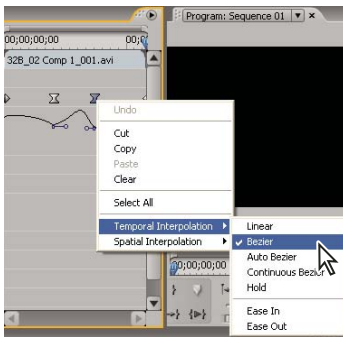 Program: Sequence 01
00;00;00;00
00;0
32B_02 Comp 1_001.avi
Undo
Cut
Copy
Paste
Clear
Select All
Temporal Interpolation
Spatial Interpolation
Linear
Bezier
Auto Bezier
Continuous Bezier
Hold
Ease In
Ease Out
00;00;00;00